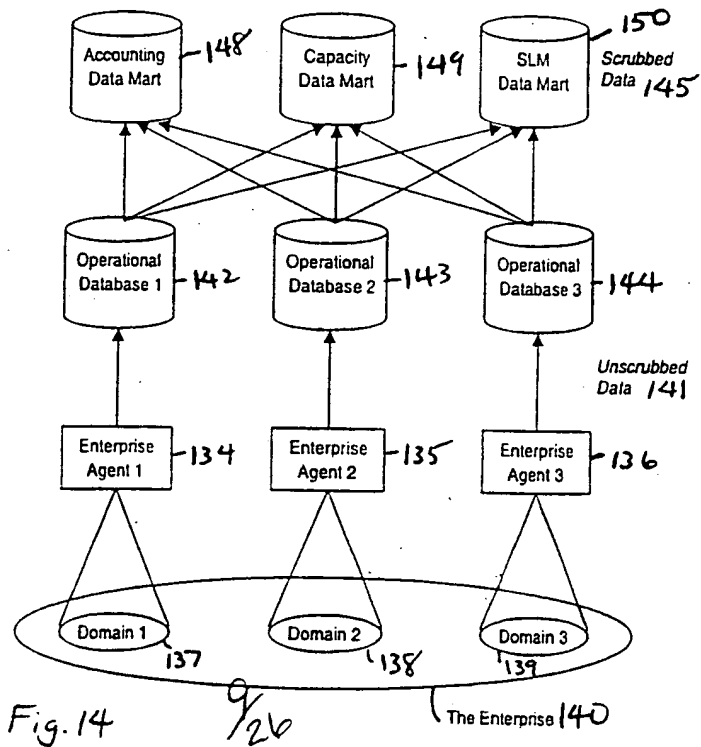 Accounting
Data Mart
148
Capacity
Data Mart
149
SLM
Data Mart
150
Scrubbed
Data 145
Operational
Database 1
142
Operational
Database 2
143
Operational
Database 3
144
Unscrubbed
Data 141
Enterprise
Agent 1
134
Enterprise
Agent 2
135
Enterprise
Agent 3
136
Domain 1
137
Domain 2
138
Domain 3
139
Fig. 14
9/26
The Enterprise 140